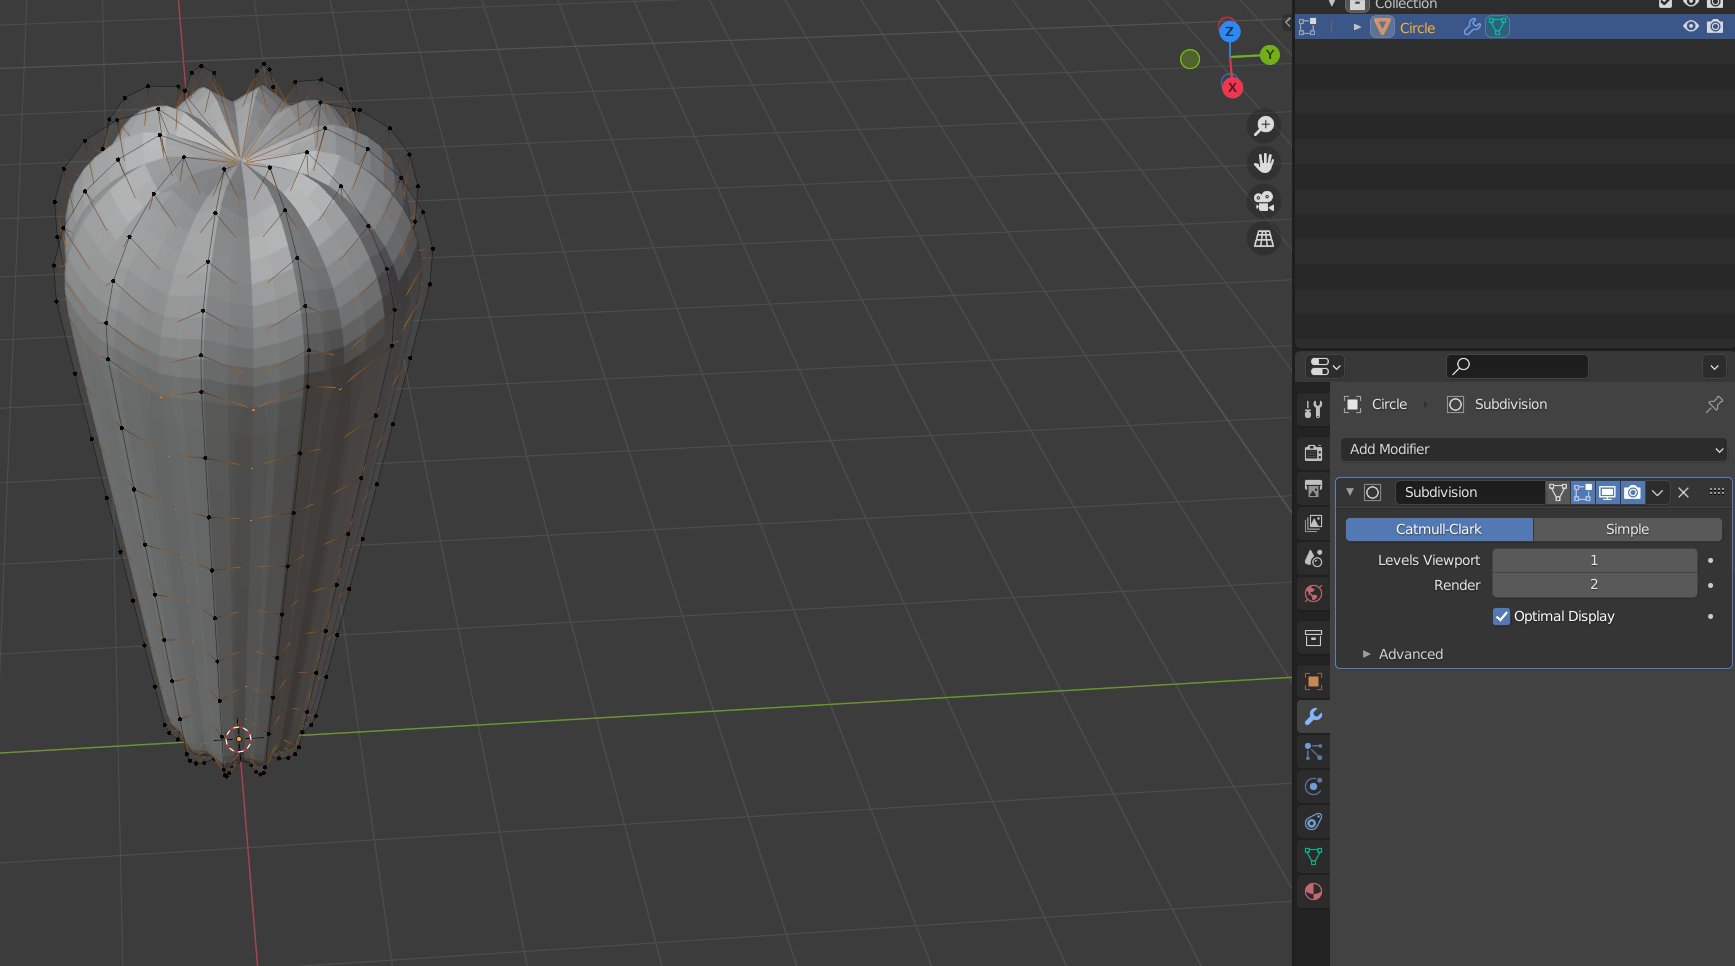 Collection
Circle
Z
Y
X
Circle
Subdivision
Add Modifier
Subdivision
Catmull-Clark
Simple
Levels Viewport
1
Render
2
Optimal Display
Advanced